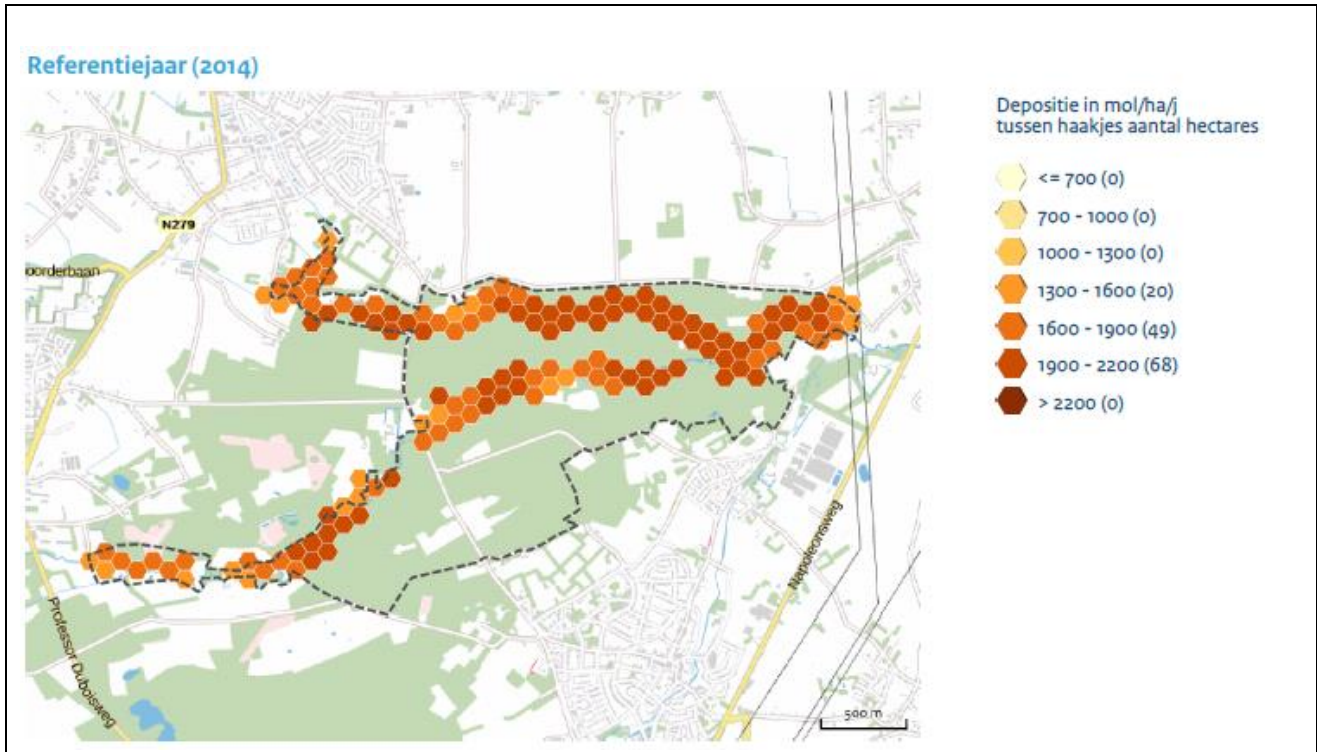 Referentiejaar (2014)
N279
oorderbaan
Professor Duboisweg
Napoleonsweg
500 m
Depositie in mol/ha/j
tussen haakjes aantal hectares
<= 700 (0)
700 - 1000 (0)
1000 - 1300 (0)
1300 - 1600 (20)
1600 - 1900 (49)
1900 - 2200 (68)
> 2200 (0)